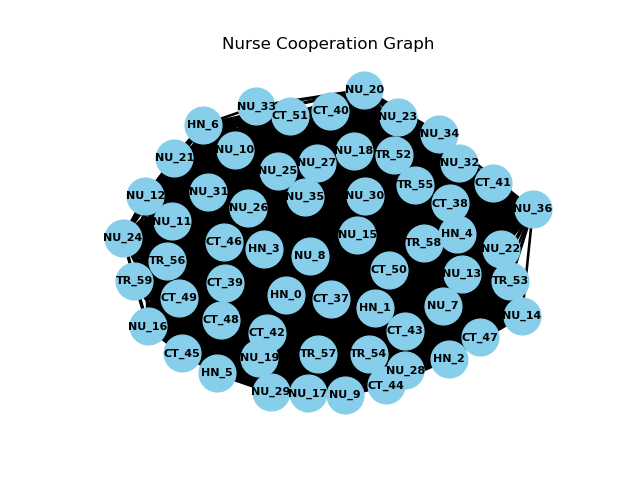 Nurse Cooperation Graph
NU_20
NU_33
CT_51
CT_40
NU_23
HN_6
NU_34
NU_10
NU_18
TR_52
NU_21
NU_27
NU_32
NU_25
CT_41
TR_55
NU_12
NU_31
NU_35
NU_30
CT_38
NU_26
NU_36
NU_11
NU_24
CT_46
NU_15
HN_4
HN_3
TR_58
NU_22
NU_8
TR_56
CT_50
NU_13
TR_59
CT_39
TR_53
CT_49
HN_0
CT_37
HN_1
NU_7
NU_14
CT_48
NU_16
CT_42
CT_43
CT_47
CT_45
TR_57
TR_54
NU_19
HN_2
HN_5
NU_28
CT_44
NU_29
NU_17
NU_9